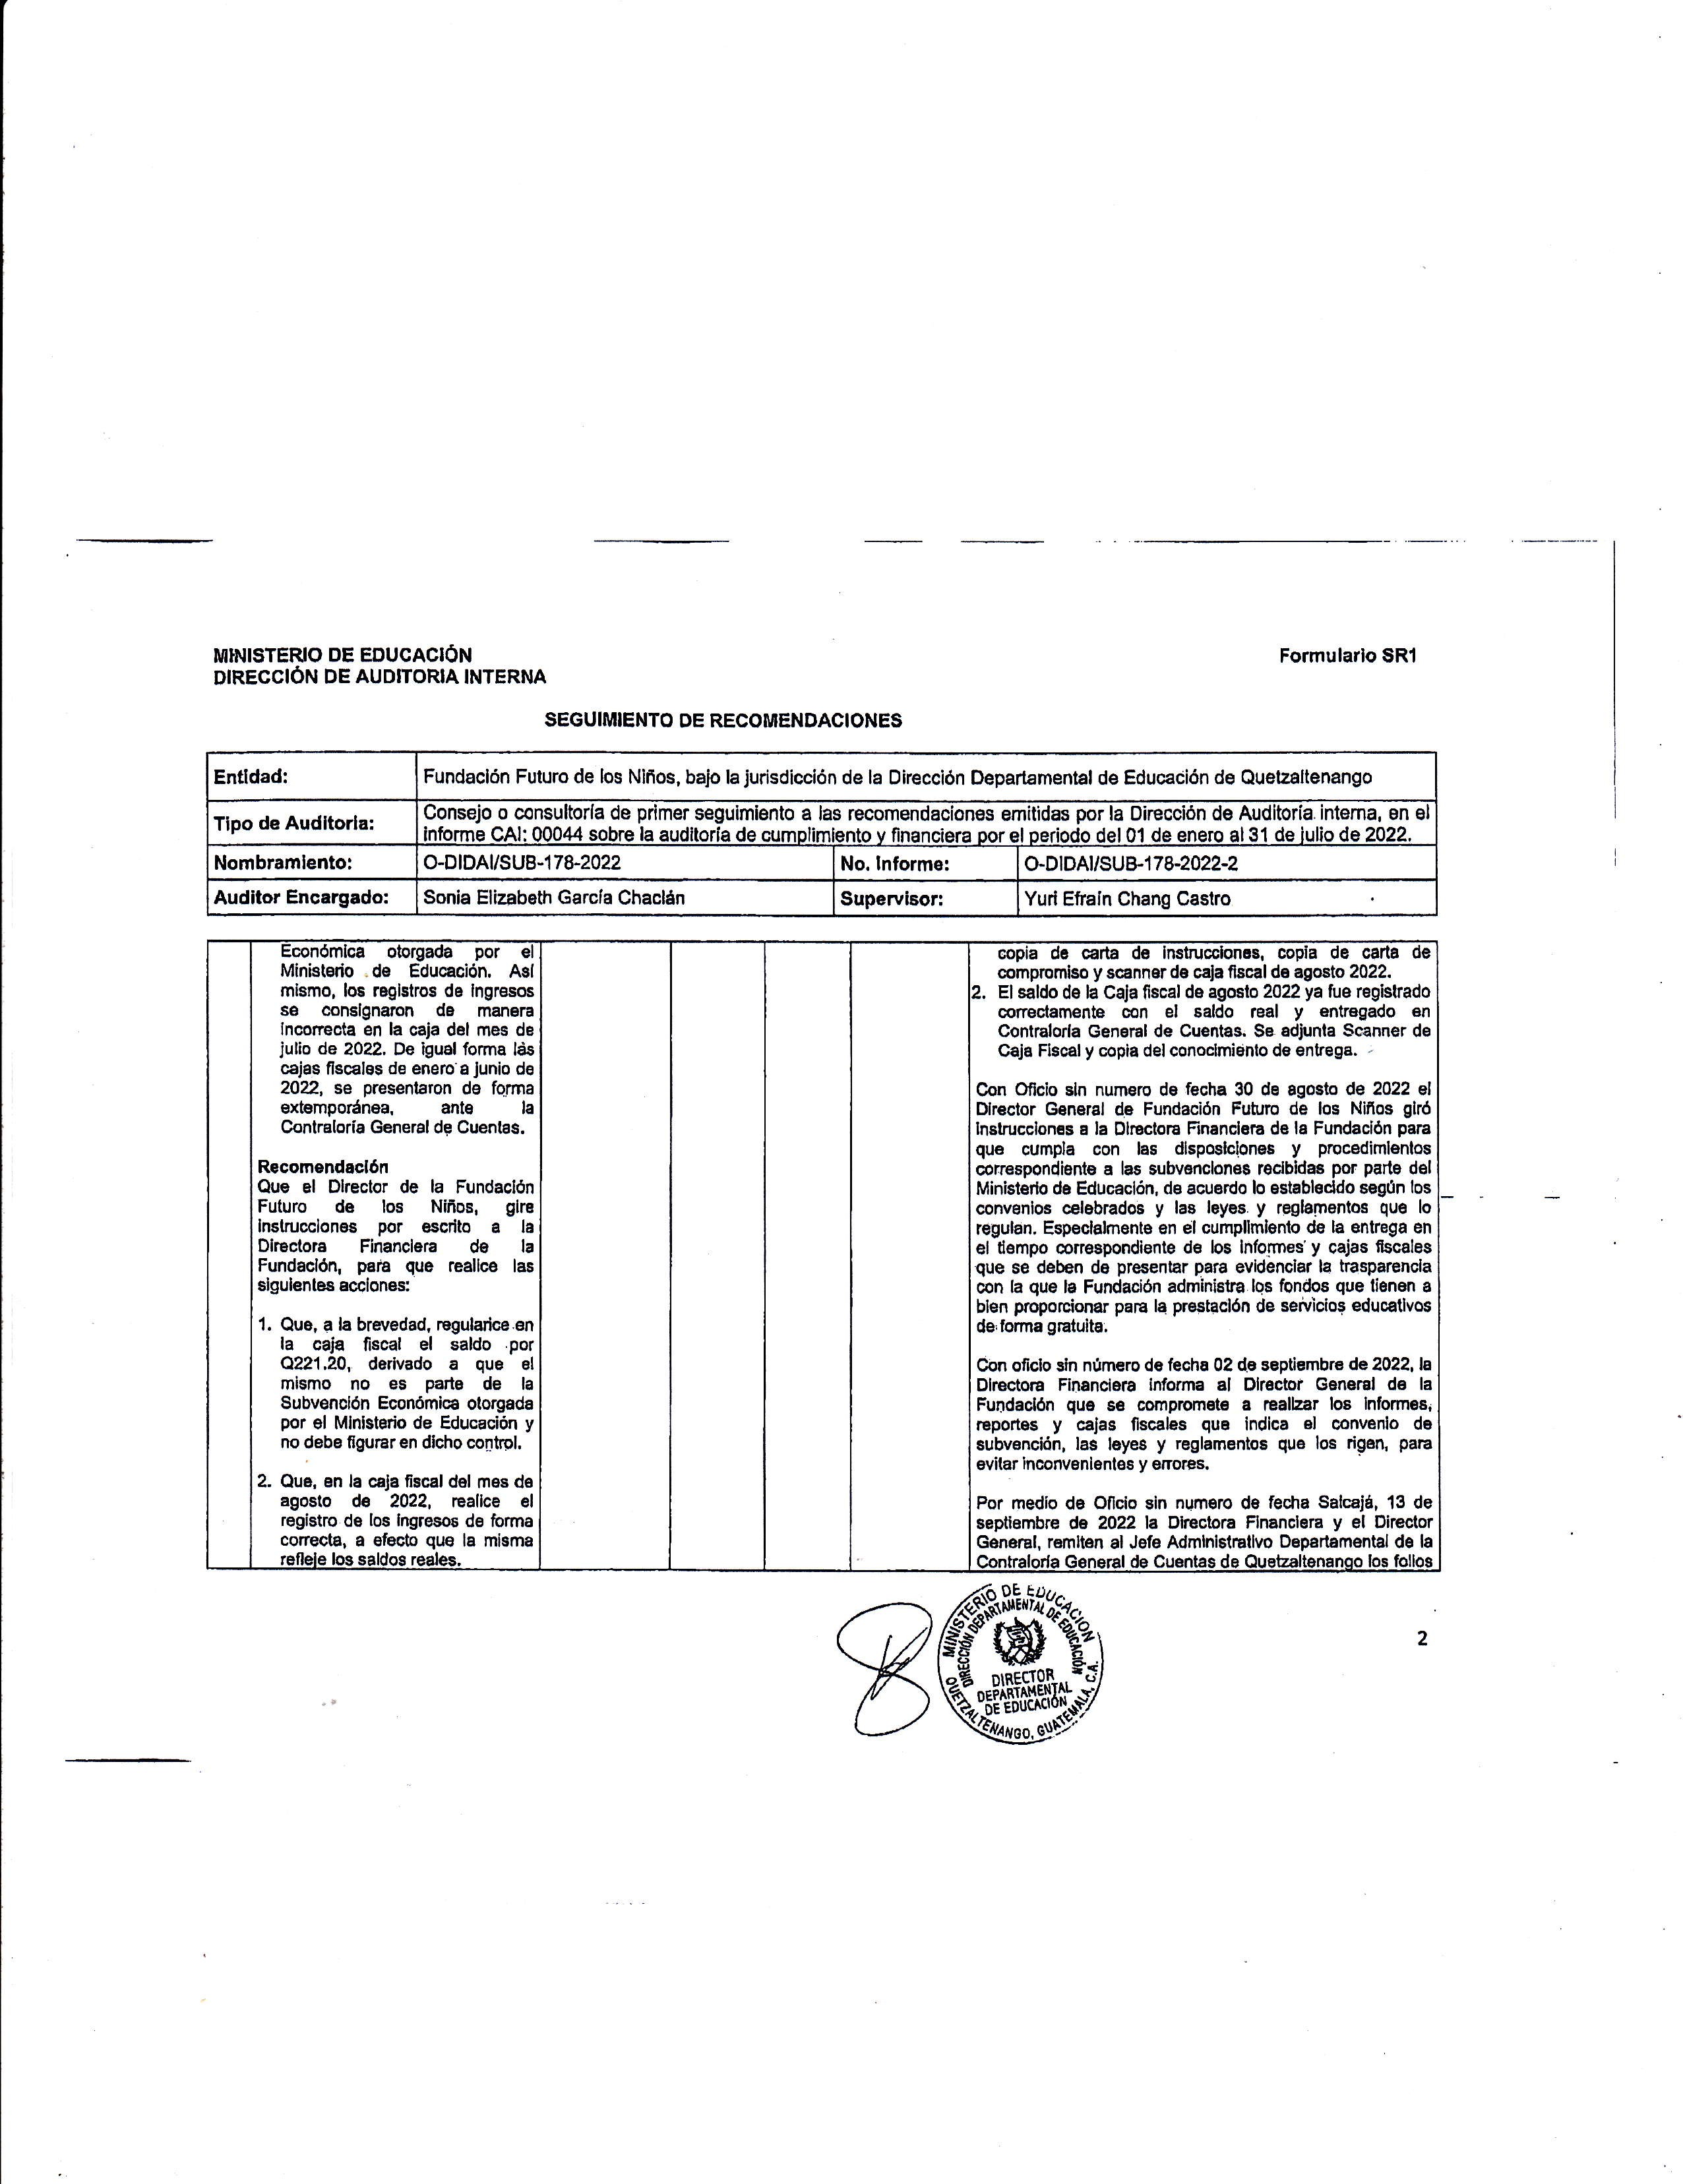 MINISTERIO DE EDUCACIÓN
DIRECCIÓN DE AUDITORIA INTERNA
Formulario SR1
SEGUIMIENTO DE RECOMENDACIONES
Entidad: Fundación Futuro de los Niños, bajo la jurisdicción de la Dirección Departamental de Educación de Quetzaltenango
Tipo de Auditoria: Consejo o consultoría de primer seguimiento a las recomendaciones emitidas por la Dirección de Auditoría interna, en el
informe CAI: 00044 sobre la auditoría de cumplimiento y financiera por el periodo del 01 de enero al 31 de julio de 2022.
Nombramiento: O-DIDAI/SUB-178-2022 No. Informe: O-DIDAI/SUB-178-2022-2
Auditor Encargado: Sonia Elizabeth García Chaclán Supervisor: Yuri Efraín Chang Castro
Económica otorgada por el
Ministerio de Educación. Así
mismo, los registros de ingresos
se consignaron de manera
incorrecta en la caja del mes de
julio de 2022. De igual forma las
cajas fiscales de enero a junio de
2022, se presentaron de forma
extemporánea, ante la
Contraloría General de Cuentas.
Recomendación
Que el Director de la Fundación
Futuro de los Niños, gire
instrucciones por escrito a la
Directora Financiera de la
Fundación, para que realice las
siguientes acciones:
1. Que, a la brevedad, regularice en
la caja fiscal el saldo por
Q221.20, derivado a que el
mismo no es parte de la
Subvención Económica otorgada
por el Ministerio de Educación y
no debe figurar en dicho control.
2. Que, en la caja fiscal del mes de
agosto de 2022, realice el
registro de los ingresos de forma
correcta, a efecto que la misma
refleje los saldos reales.
copia de carta de instrucciones, copia de carta de
compromiso y scanner de caja fiscal de agosto 2022.
2. El saldo de la Caja fiscal de agosto 2022 ya fue registrado
correctamente con el saldo real y entregado en
Contraloría General de Cuentas. Se adjunta Scanner de
Caja Fiscal y copia del conocimiento de entrega.
Con Oficio sin numero de fecha 30 de agosto de 2022 el
Director General de Fundación Futuro de los Niños giró
instrucciones a la Directora Financiera de la Fundación para
que cumpla con las disposiciones y procedimientos
correspondiente a las subvenciones recibidas por parte del
Ministerio de Educación, de acuerdo lo establecido según los
convenios celebrados y las leyes y reglamentos que lo
regulan. Especialmente en el cumplimiento de la entrega en
el tiempo correspondiente de los informes y cajas fiscales
que se deben de presentar para evidenciar la trasparencia
con la que la Fundación administra los fondos que tienen a
bien proporcionar para la prestación de servicios educativos
de forma gratuita.
Con oficio sin número de fecha 02 de septiembre de 2022, la
Directora Financiera informa al Director General de la
Fundación que se compromete a realizar los informes,
reportes y cajas fiscales que indica el convenio de
subvención, las leyes y reglamentos que los rigen, para
evitar inconvenientes y errores.
Por medio de Oficio sin numero de fecha Salcajá, 13 de
septiembre de 2022 la Directora Financiera y el Director
General, remiten al Jefe Administrativo Departamental de la
Contraloría General de Cuentas de Quetzaltenango los folios
MINISTERIO DE EDUCACION
DIRECCIÓN DEPARTAMENTAL DE EDUCACIÓN
DIRECTOR
DEPARTAMENTAL
DE EDUCACIÓN
QUETZALTENANGO, GUATEMALA, C.A.
2